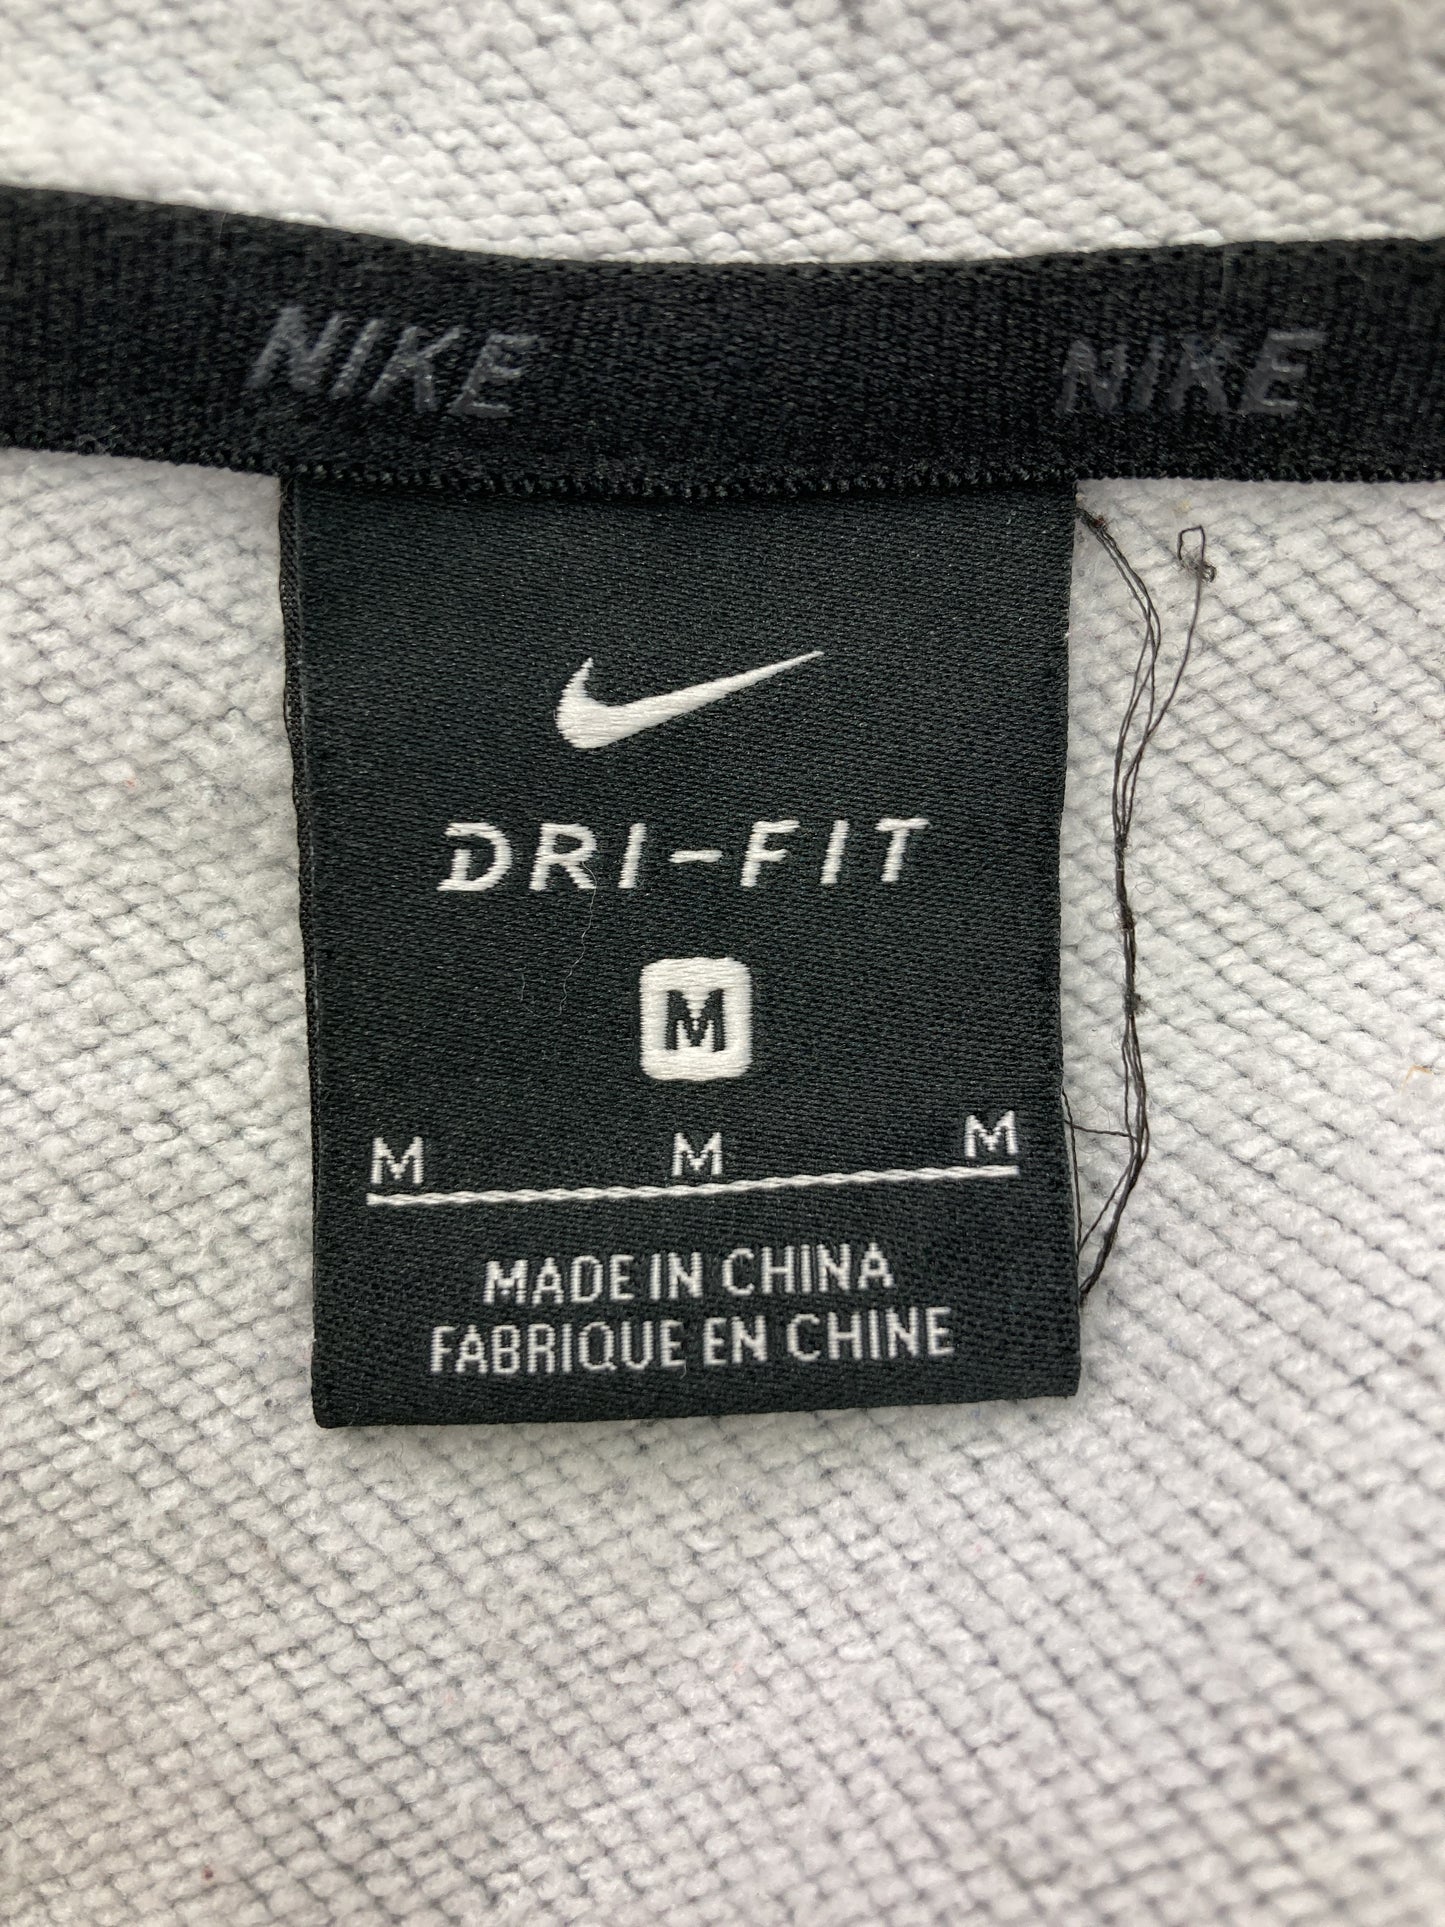 NIKE NIKE
DRI-FIT
M
M M M
MADE IN CHINA
FABRIQUE EN CHINE